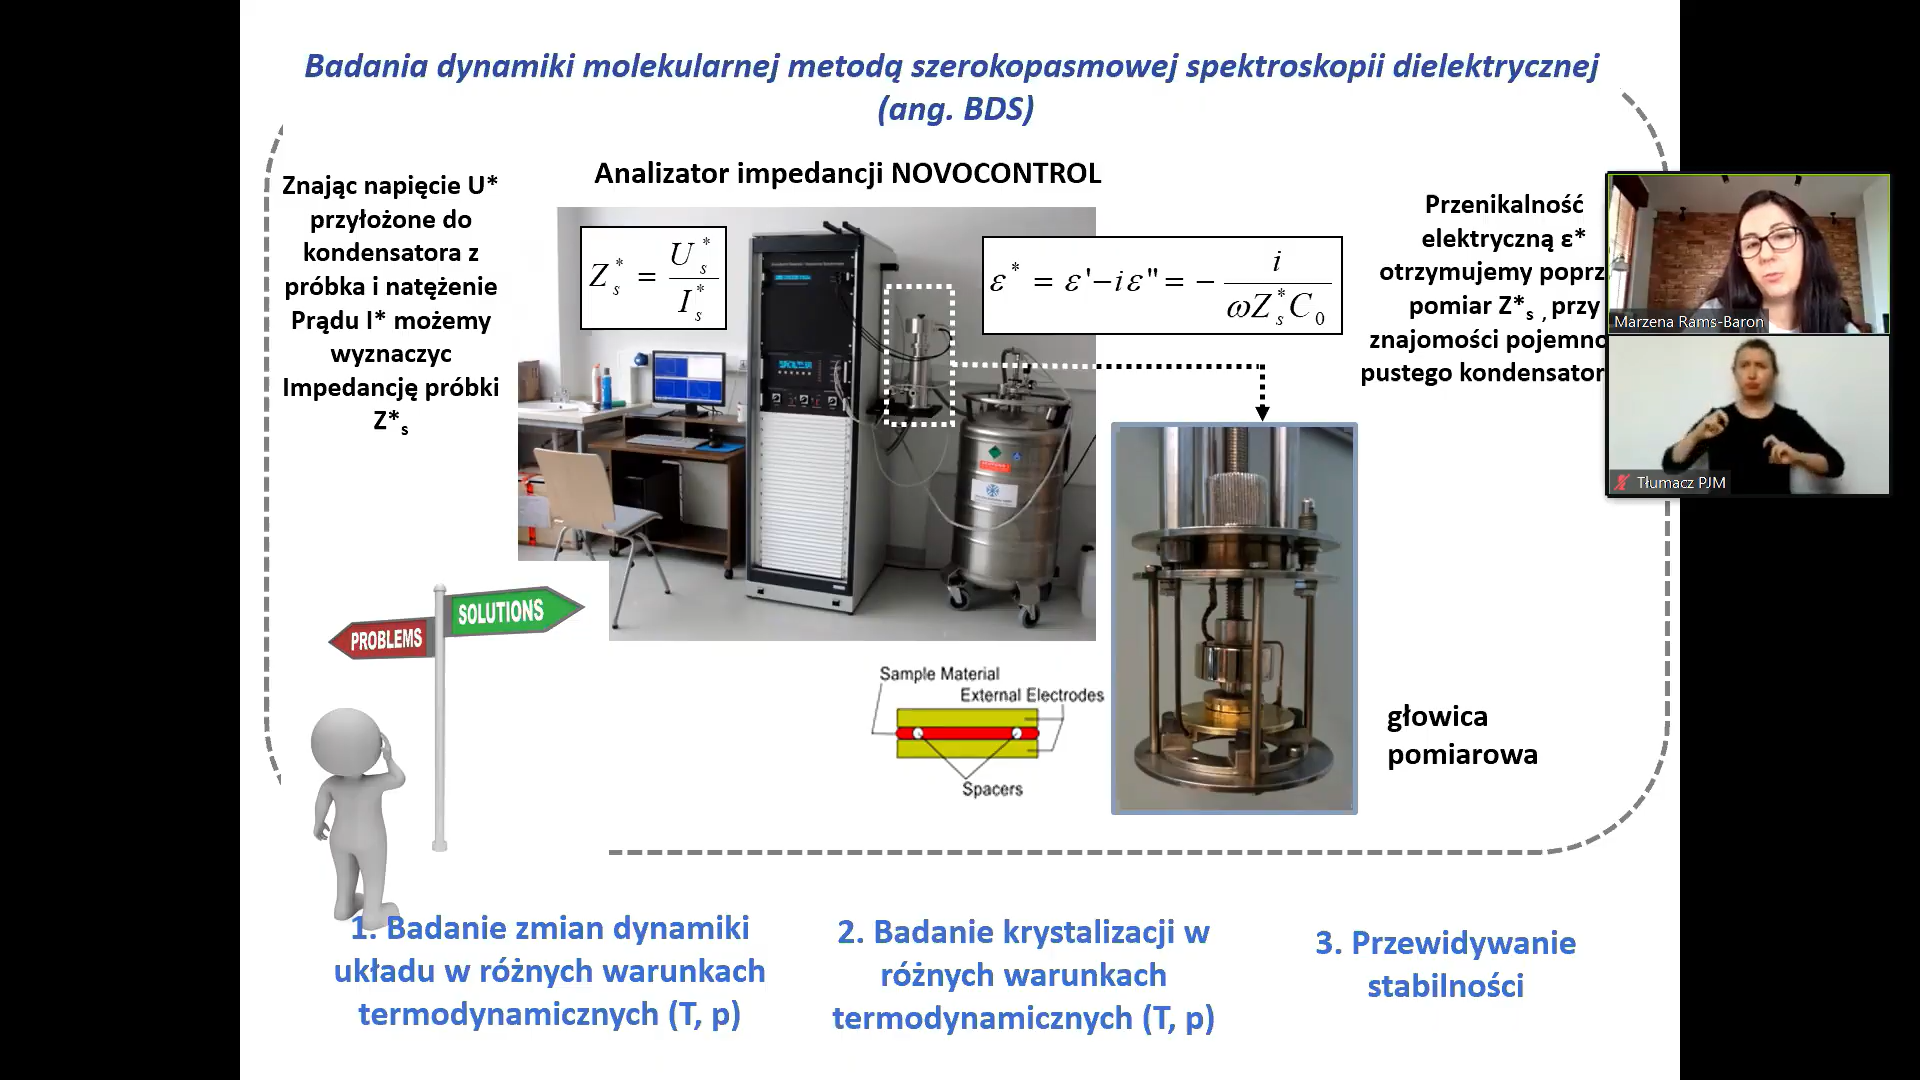 Badania dynamiki molekularnej metodą szerokopasmowej spektroskopii dielektrycznej
(ang. BDS)
Analizator impedancji NOVOCONTROL
Znając napięcie U*
przyłożone do
kondensatora z
próbka i natężenie
Prądu I* możemy
wyznaczyc
Impedancję próbki
Z*s
Z*s = U*s / I*s
ε* = ε'−iε"= − i / ωZ*sC0
Przenikalność
elektryczną ε*
otrzymujemy poprz
pomiar Z*s , przy
znajomości pojemno
pustego kondensator
Marzena Rams-Baron
Tłumacz PJM
SOLUTIONS
PROBLEMS
Sample Material
External Electrodes
Spacers
głowica
pomiarowa
1. Badanie zmian dynamiki
układu w różnych warunkach
termodynamicznych (T, p)
2. Badanie krystalizacji w
różnych warunkach
termodynamicznych (T, p)
3. Przewidywanie
stabilności